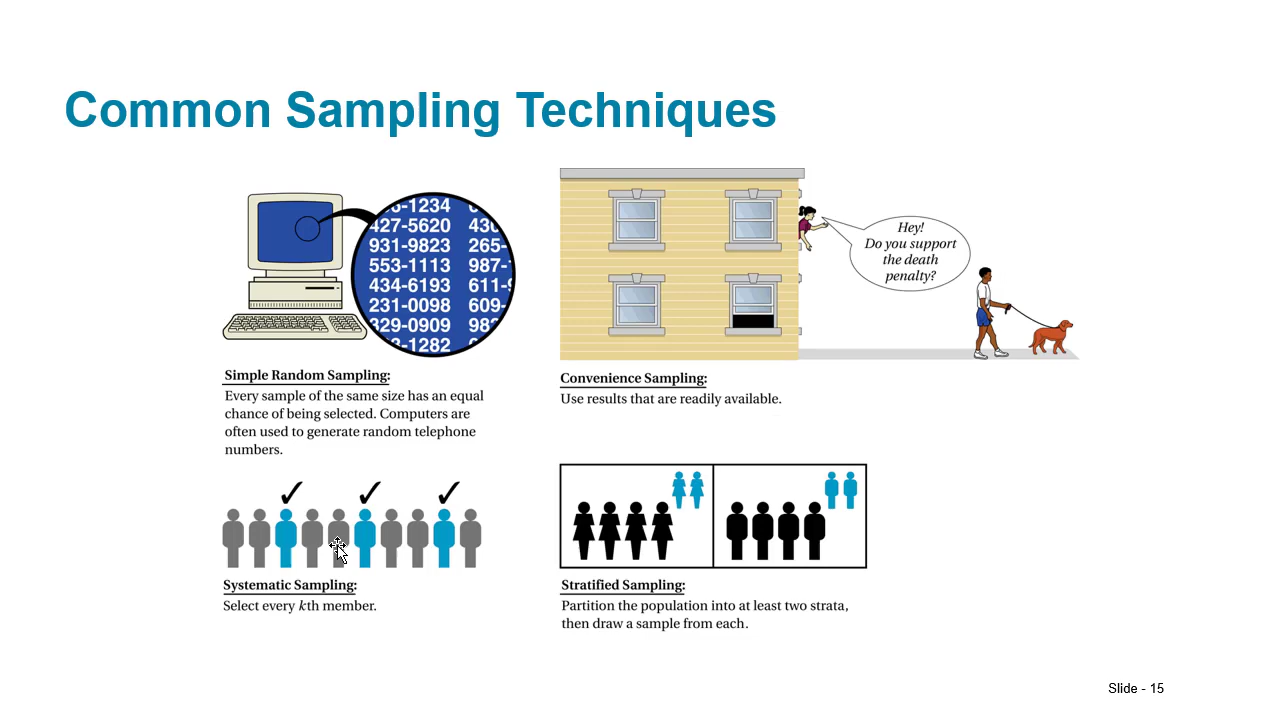 Common Sampling Techniques
427-5620
931-9823 265-
553-1113 987-
434-6193 611-
231-0098 609-
329-0909 98
-1282
-1234
Hey!
Do you support
the death
penalty?
Simple Random Sampling:
Every sample of the same size has an equal
chance of being selected. Computers are
often used to generate random telephone
numbers.
Convenience Sampling:
Use results that are readily available.
Systematic Sampling:
Select every kth member.
Stratified Sampling:
Partition the population into at least two strata,
then draw a sample from each.
Slide - 15